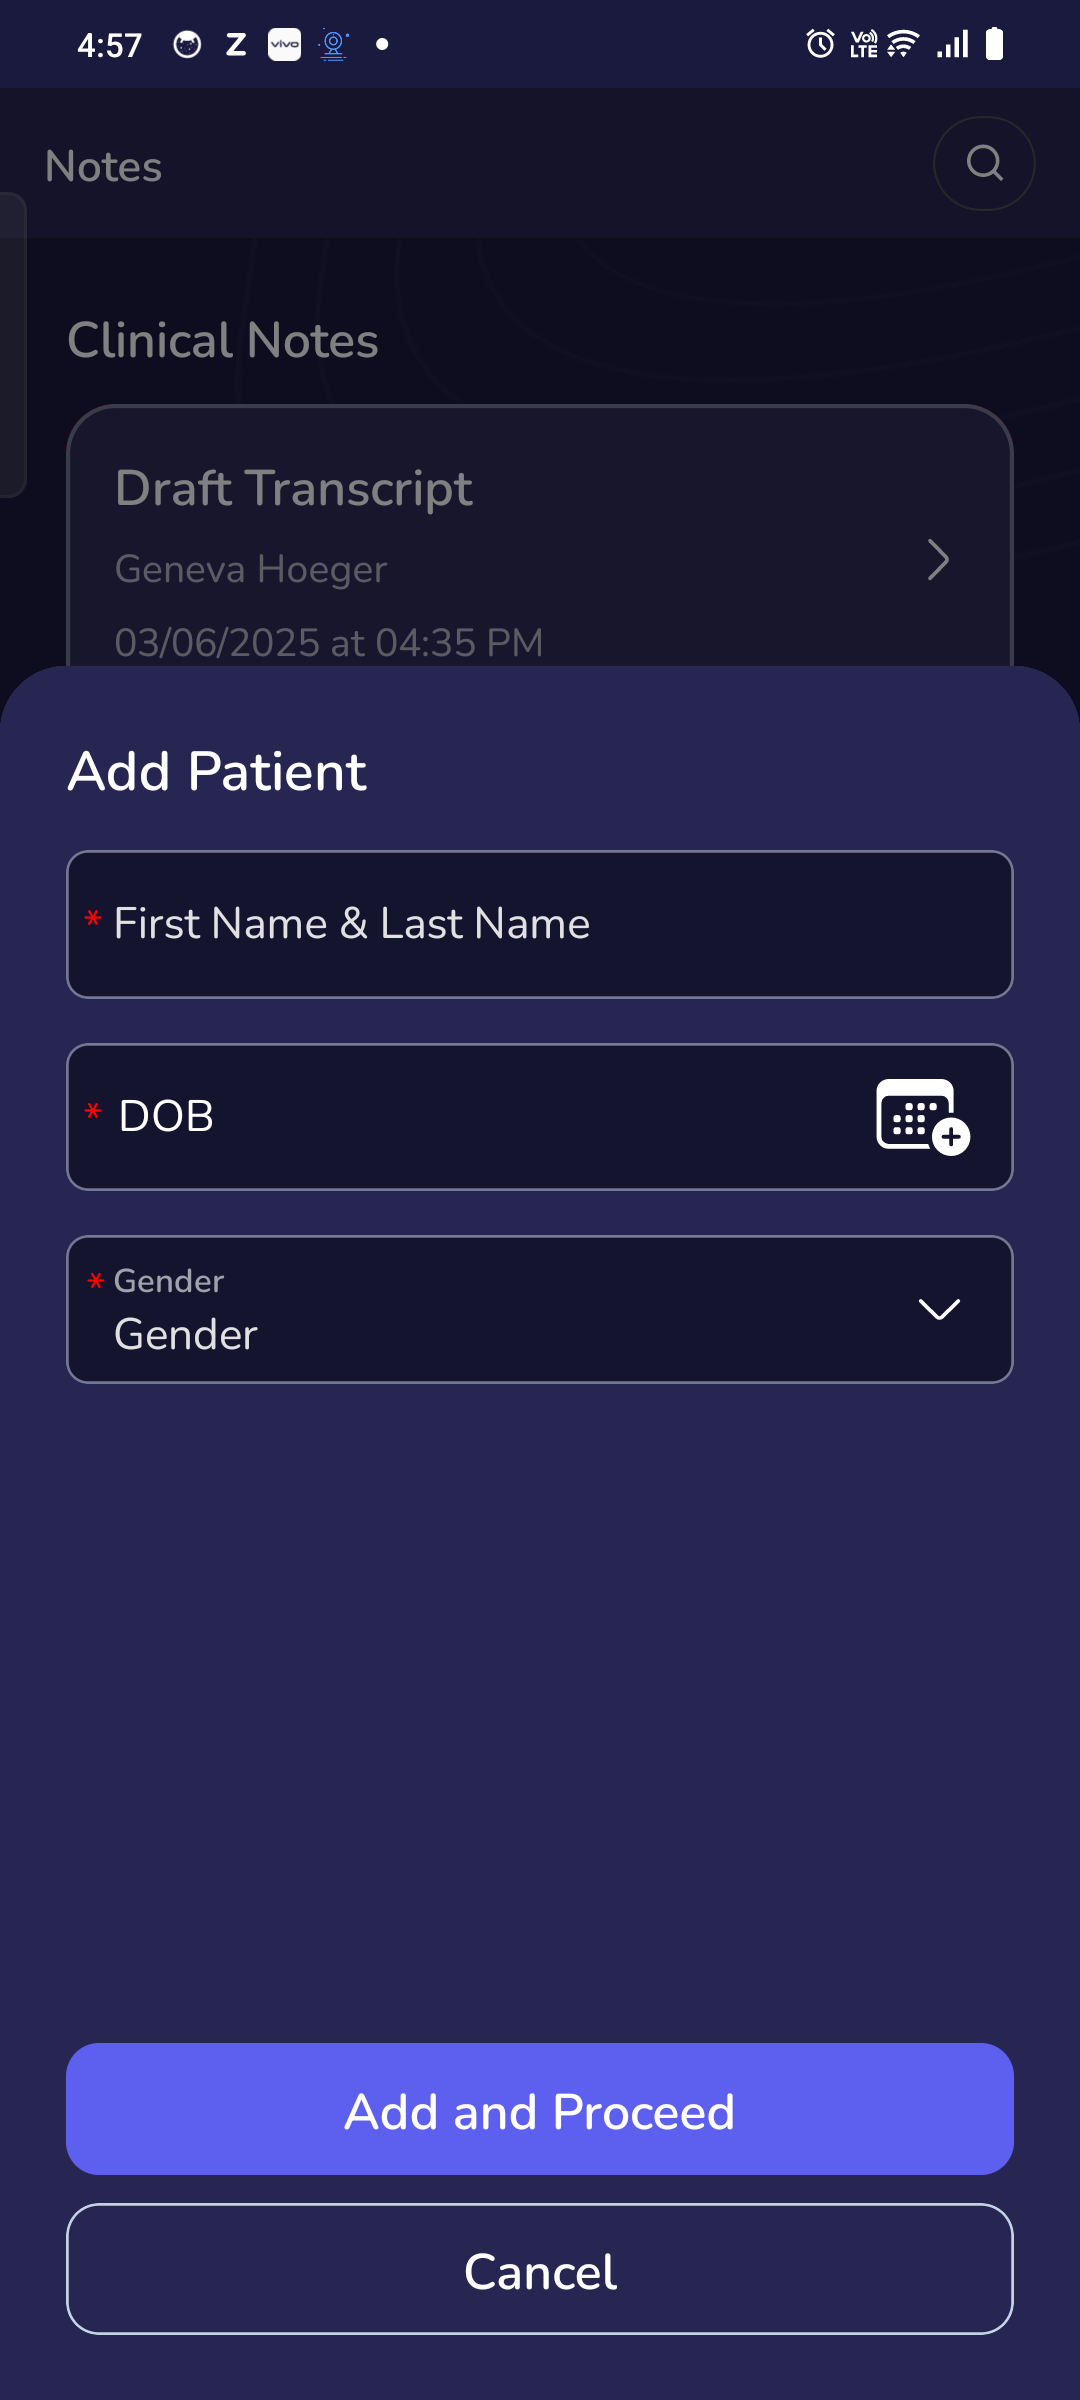 4:57 Z vivo Vo) LTE
Notes
Clinical Notes
Draft Transcript
Geneva Hoeger
03/06/2025 at 04:35 PM
Add Patient
* First Name & Last Name
* DOB
* Gender
Gender
Add and Proceed
Cancel